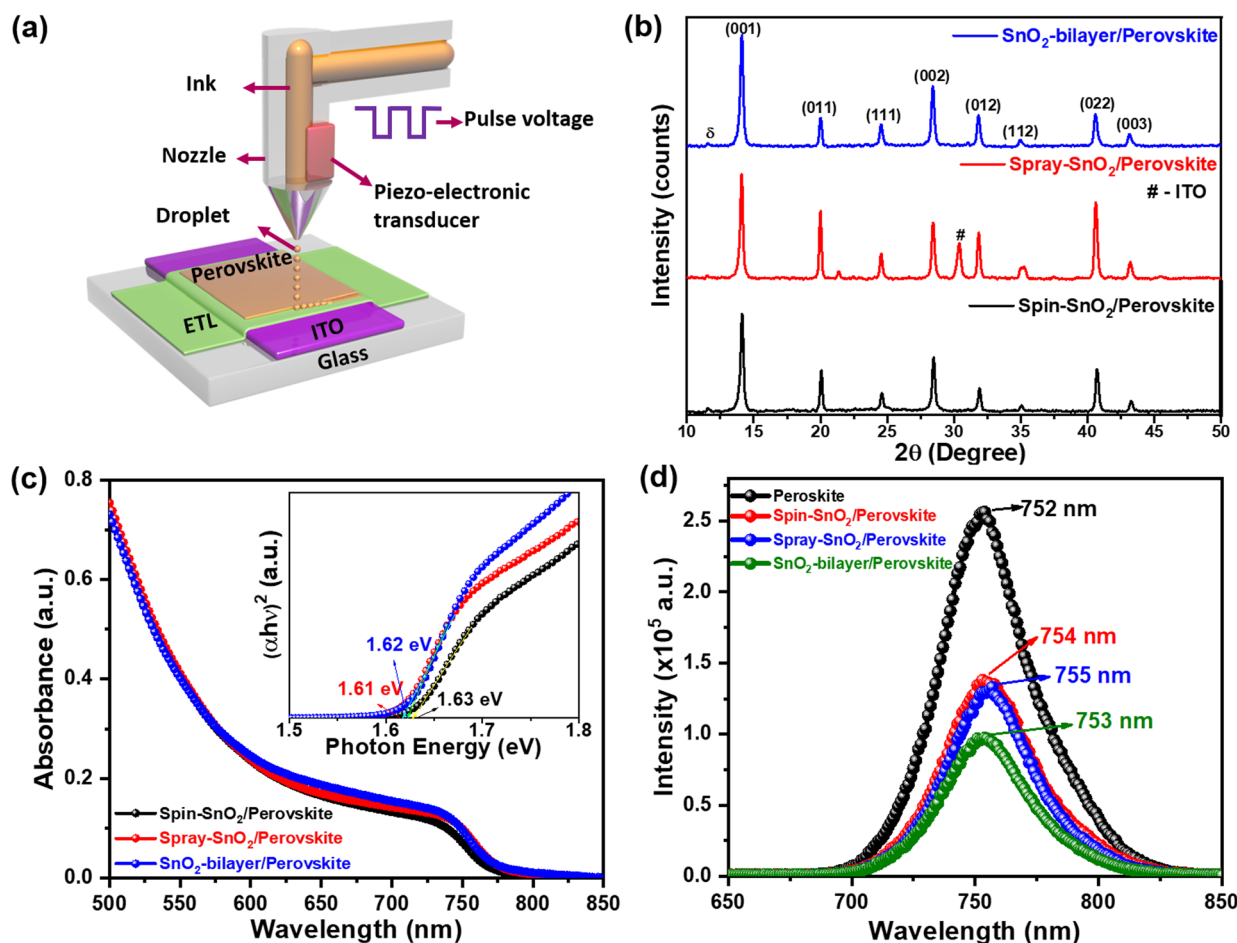 (a)
Ink
Nozzle
Droplet
Pulse voltage
Piezo-electronic
transducer
Perovskite
ETL
ITO
Glass
(b)
(001)
SnO₂-bilayer/Perovskite
δ
(011)
(111)
(002)
(012)
(112)
(022)
(003)
Spray-SnO₂/Perovskite
# - ITO
#
Spin-SnO₂/Perovskite
Intensity (counts)
10 15 20 25 30 35 40 45 50
2θ (Degree)
(c)
0.8
0.6
0.4
0.2
0.0
Absorbance (a.u.)
(αhν)² (a.u.)
1.62 eV
1.61 eV
1.63 eV
1.5 1.6 1.7 1.8
Photon Energy (eV)
Spin-SnO₂/Perovskite
Spray-SnO₂/Perovskite
SnO₂-bilayer/Perovskite
500 550 600 650 700 750 800 850
Wavelength (nm)
(d)
Peroskite
Spin-SnO₂/Perovskite
Spray-SnO₂/Perovskite
SnO₂-bilayer/Perovskite
752 nm
754 nm
755 nm
753 nm
2.5
2.0
1.5
1.0
0.5
0.0
Intensity (x10⁵ a.u.)
650 700 750 800 850
Wavelength (nm)